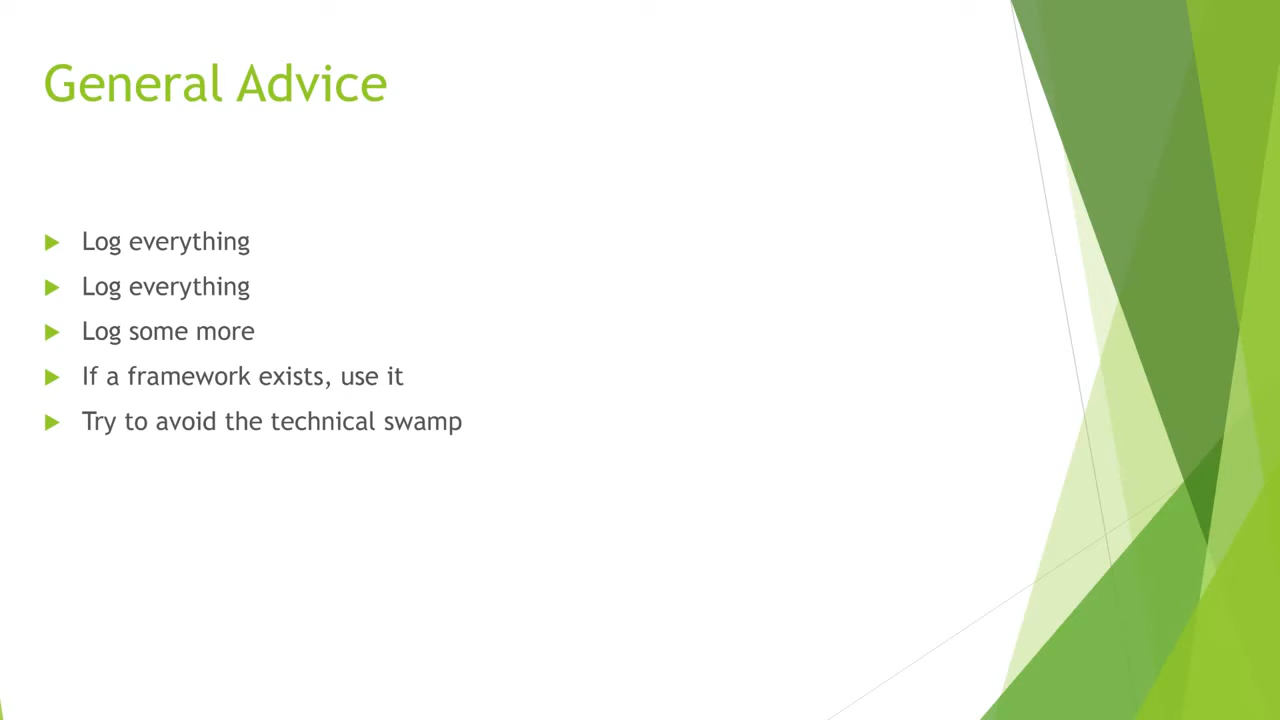 General Advice
Log everything
Log everything
Log some more
If a framework exists, use it
Try to avoid the technical swamp